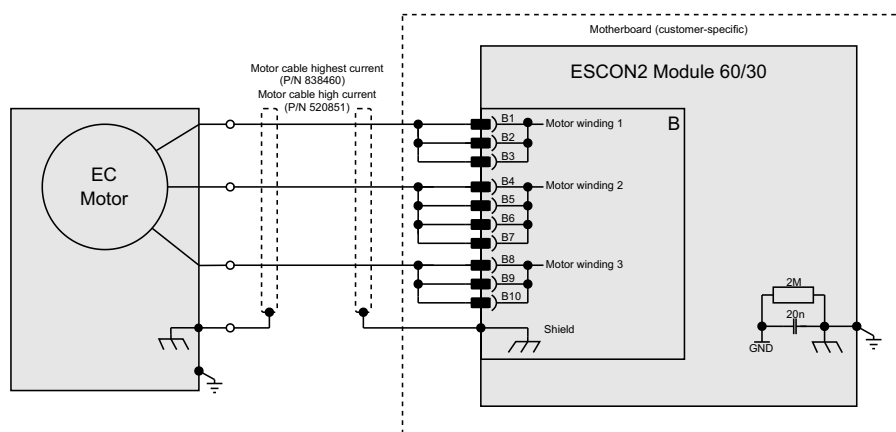 Motherboard (customer-specific)
ESCON2 Module 60/30
Motor cable highest current
(P/N 838460)
Motor cable high current
(P/N 520851)
EC
Motor
B
B1
Motor winding 1
B2
B3
B4
Motor winding 2
B5
B6
B7
B8
Motor winding 3
B9
B10
Shield
2M
20n
GND